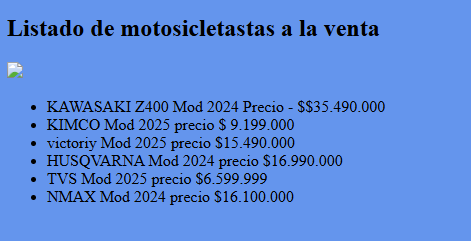 Listado de motosicletastas a la venta
KAWASAKI Z400 Mod 2024 Precio - $$35.490.000
KIMCO Mod 2025 precio $ 9.199.000
victoriy Mod 2025 precio $15.490.000
HUSQVARNA Mod 2024 precio $16.990.000
TVS Mod 2025 precio $6.599.999
NMAX Mod 2024 precio $16.100.000